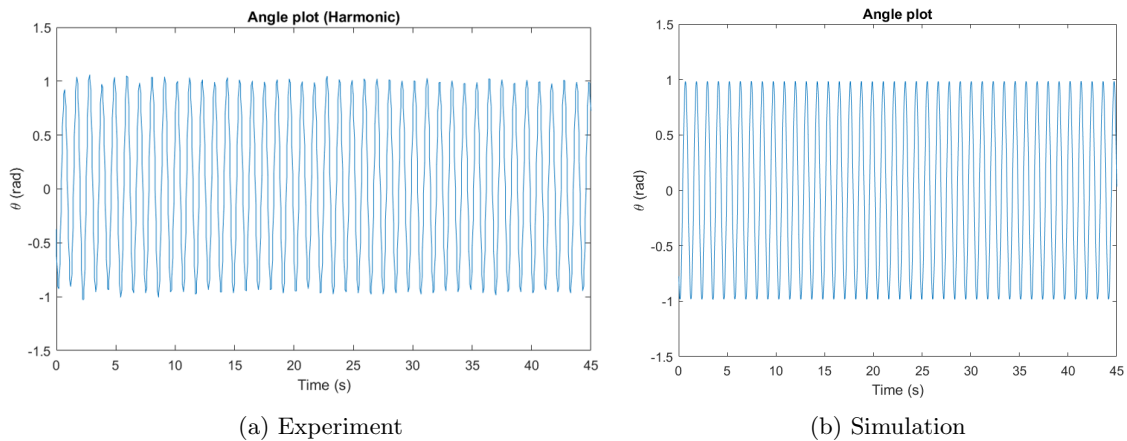 Angle plot (Harmonic)
1.5
1
0.5
0
-0.5
-1
-1.5
θ (rad)
0 5 10 15 20 25 30 35 40 45
Time (s)
(a) Experiment
Angle plot
1.5
1
0.5
0
-0.5
-1
-1.5
θ (rad)
0 5 10 15 20 25 30 35 40 45
Time (s)
(b) Simulation